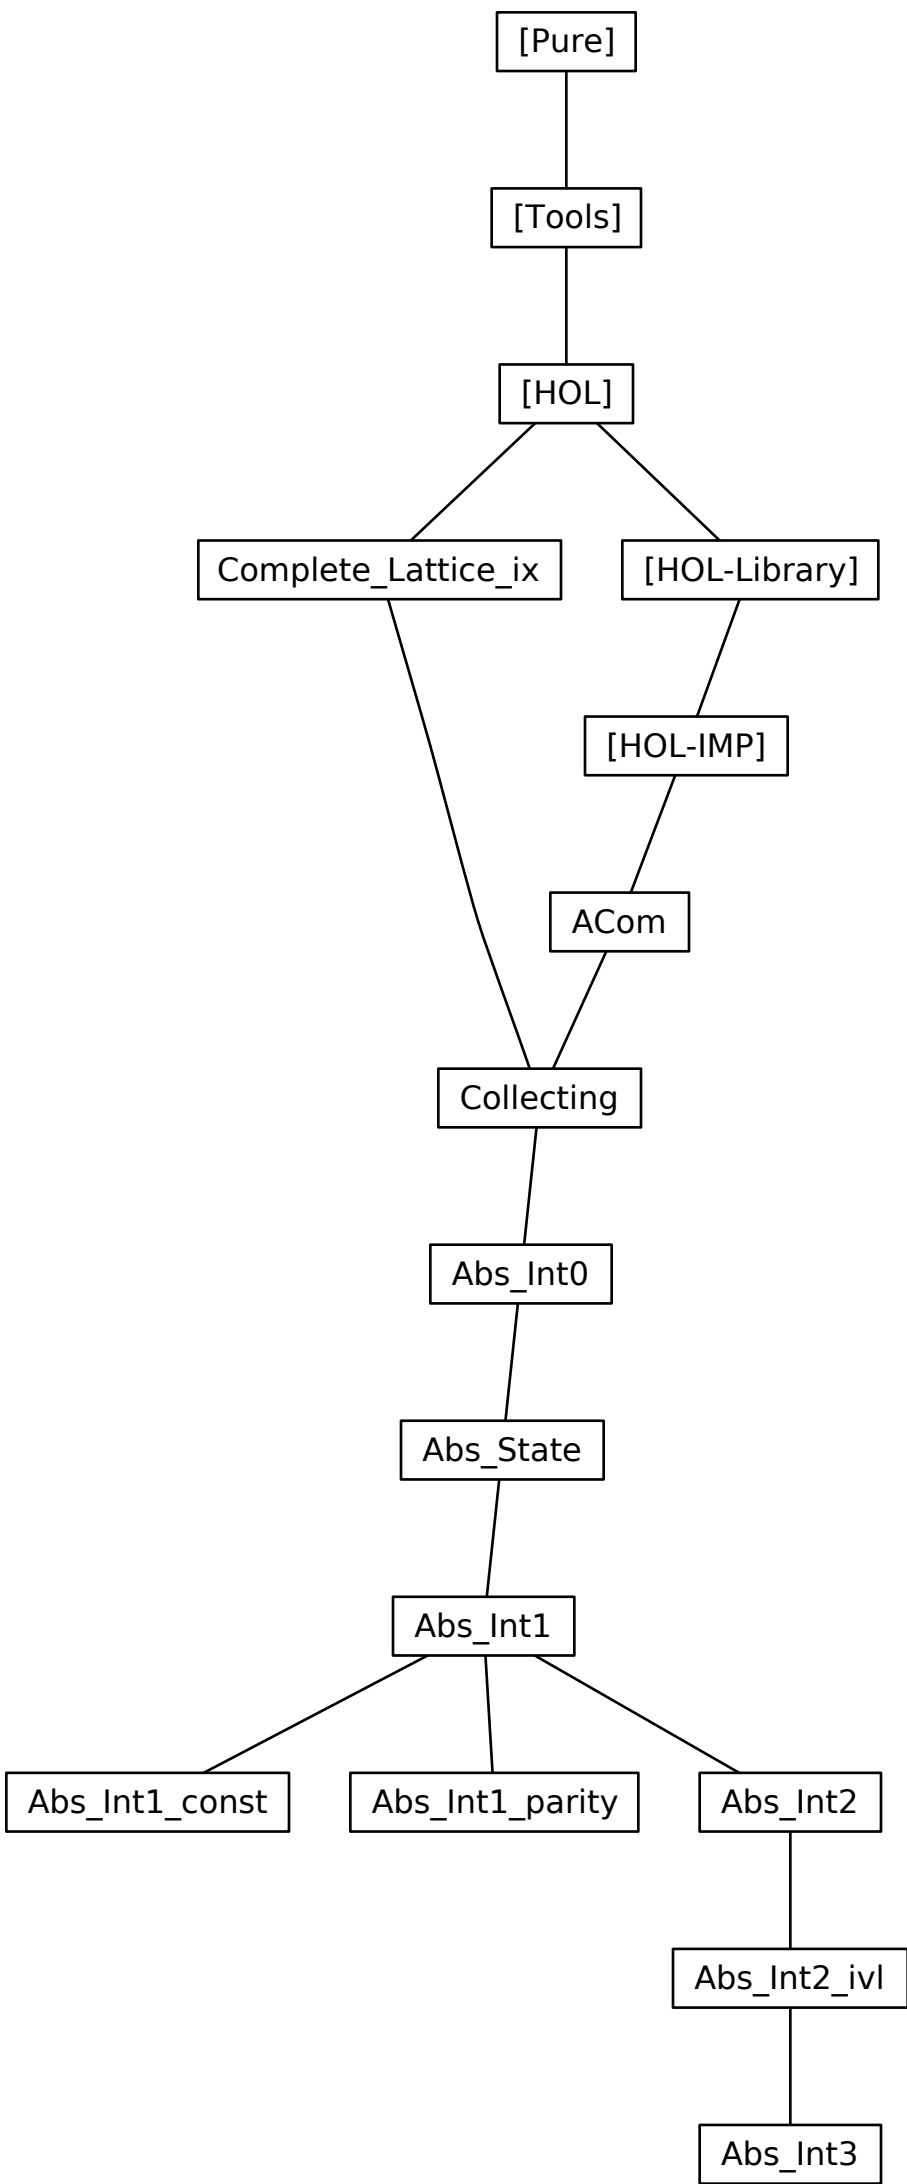 [Pure]
[Tools]
[HOL]
Complete_Lattice_ix
[HOL-Library]
[HOL-IMP]
ACom
Collecting
Abs_Int0
Abs_State
Abs_Int1
Abs_Int1_const
Abs_Int1_parity
Abs_Int2
Abs_Int2_ivl
Abs_Int3